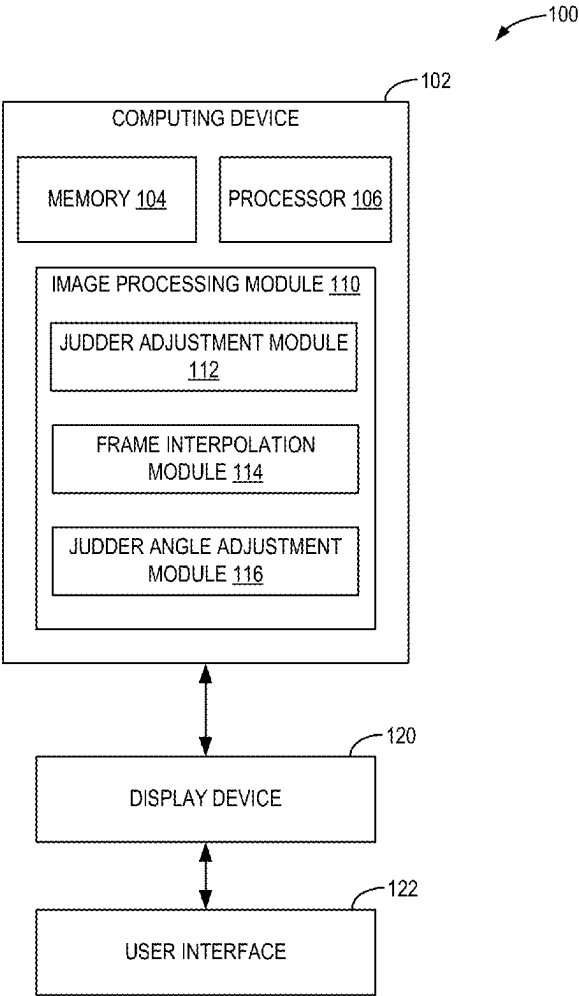 100
102
COMPUTING DEVICE
MEMORY 104
PROCESSOR 106
IMAGE PROCESSING MODULE 110
JUDDER ADJUSTMENT MODULE
112
FRAME INTERPOLATION
MODULE 114
JUDDER ANGLE ADJUSTMENT
MODULE 116
120
DISPLAY DEVICE
122
USER INTERFACE